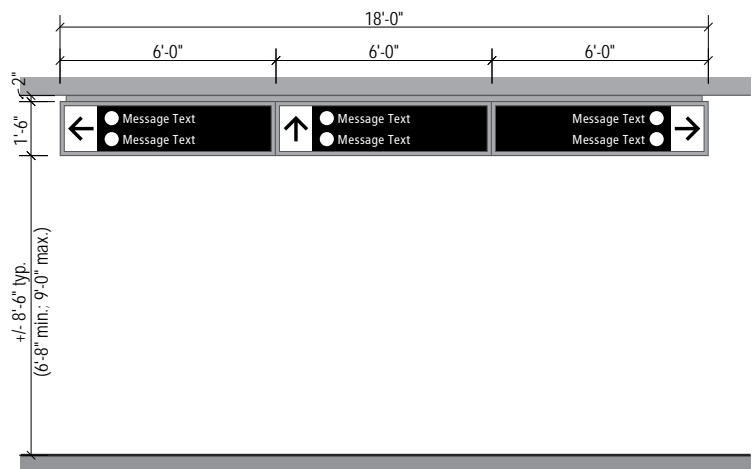 18'-0"
6'-0" 6'-0" 6'-0"
2"
1'-6"
Message Text Message Text Message Text
Message Text Message Text Message Text
+/- 8'-6" typ.
(6'-8" min.; 9'-0" max.)